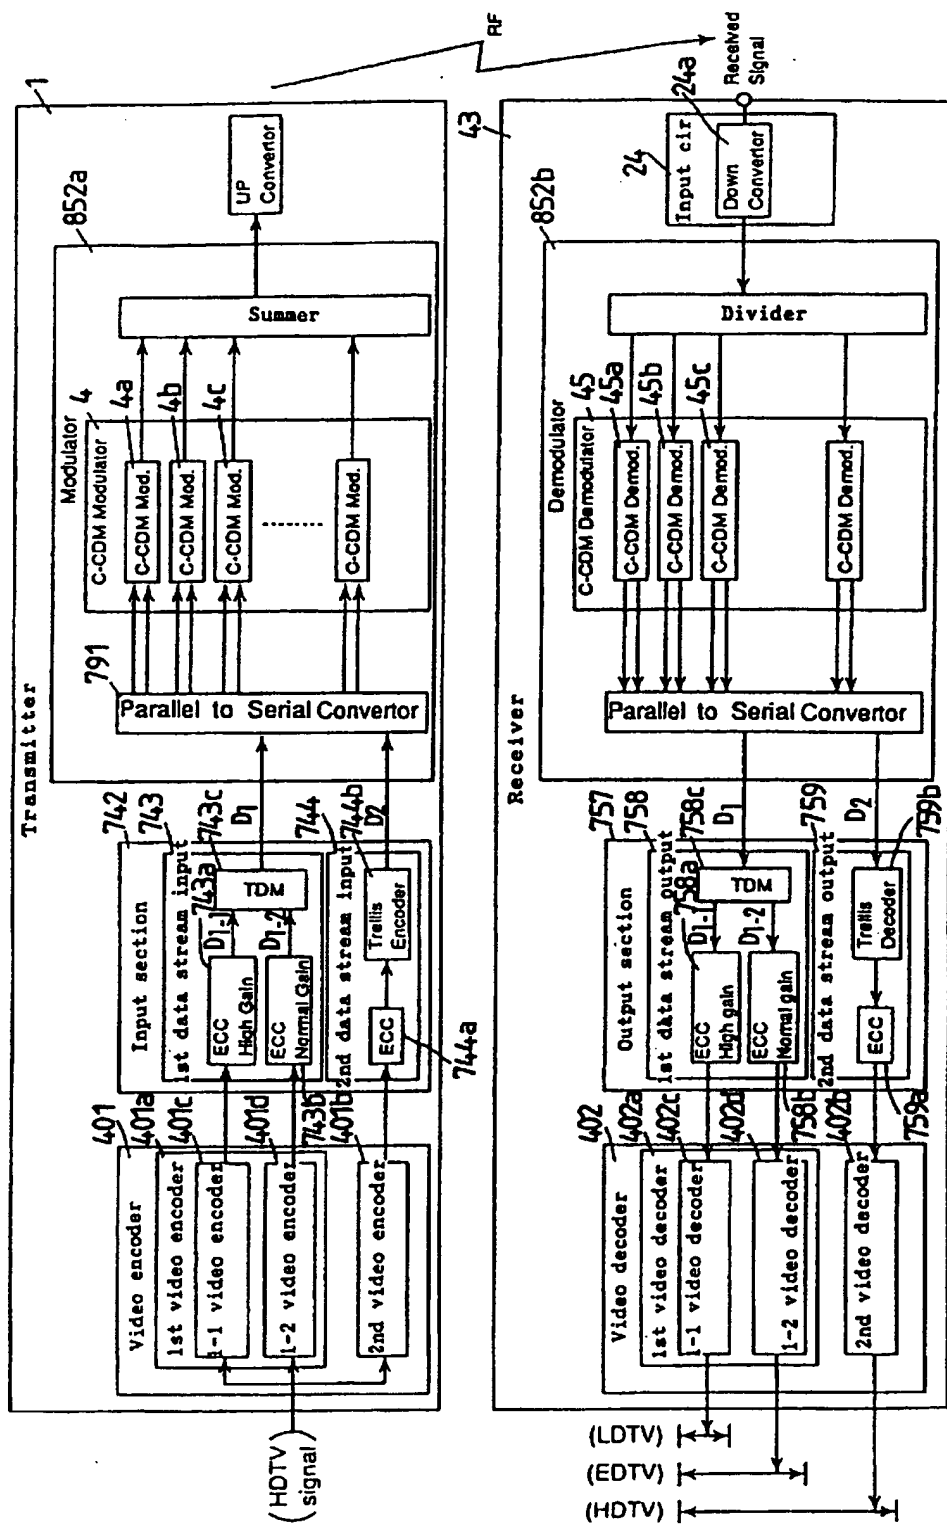 Transmitter
1
(HDTV signal)
Video encoder
401
1st video encoder
401a
1-1 video encoder
401c
1-2 video encoder
401d
2nd video encoder
401b
Input section
742
1st data stream input
743
ECC
High Gain
743a
ECC
Normal Gain
743b
D1-1
D1-2
TDM
743c
D1
2nd data stream input
744
ECC
744a
Trellis
Encoder
744b
D2
Modulator
852a
Parallel to Serial Convertor
791
C-CDM Modulator
4
C-CDM Mod.
4a
C-CDM Mod.
4b
C-CDM Mod.
4c
C-CDM Mod.
Summer
UP
Convertor
RF
Receiver
43
Received
Signal
Input cir.
24
Down
Convertor
24a
Demodulator
852b
Divider
C-CDM Demodulator
45
C-CDM Demod.
45a
C-CDM Demod.
45b
C-CDM Demod.
45c
C-CDM Demod.
Parallel to Serial Convertor
D1
D2
Output section
757
1st data stream output
758
TDM
758c
D1-1
D1-2
ECC
High gain
758a
ECC
Normal gain
758b
2nd data stream output
759
Trellis
Decoder
759b
ECC
759a
Video decoder
402
1st video decoder
402a
1-1 video decoder
402c
1-2 video decoder
402d
2nd video decoder
402b
(LDTV)
(EDTV)
(HDTV)